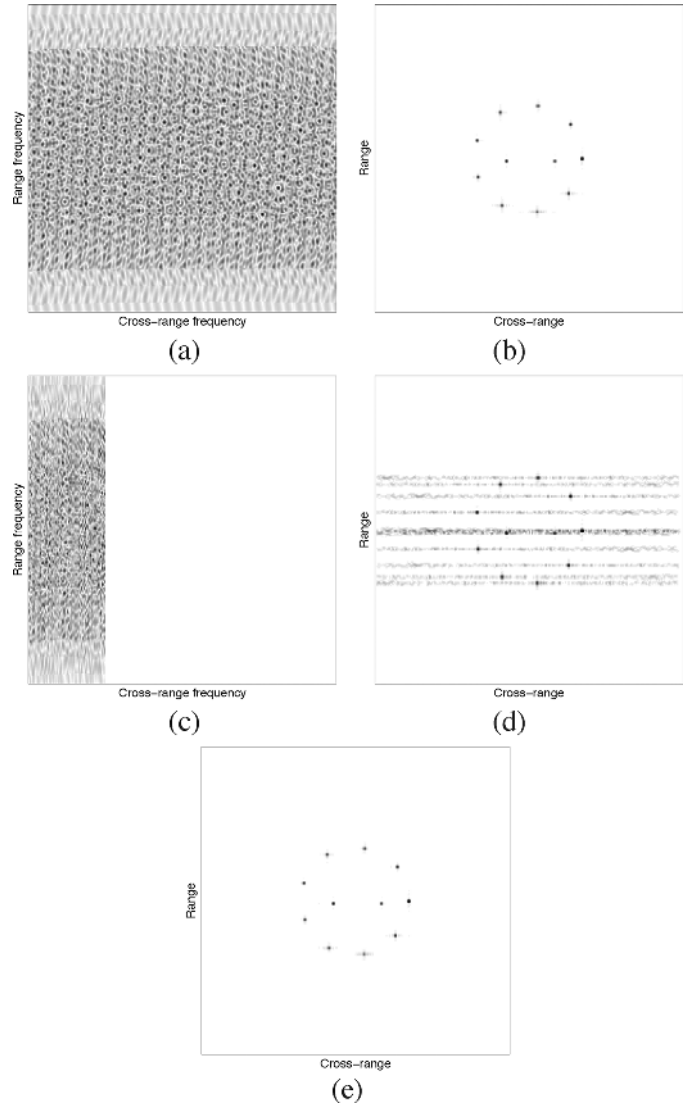 Range frequency
Cross-range frequency
(a)
Range
Cross-range
(b)
Range frequency
Cross-range frequency
(c)
Range
Cross-range
(d)
Range
Cross-range
(e)